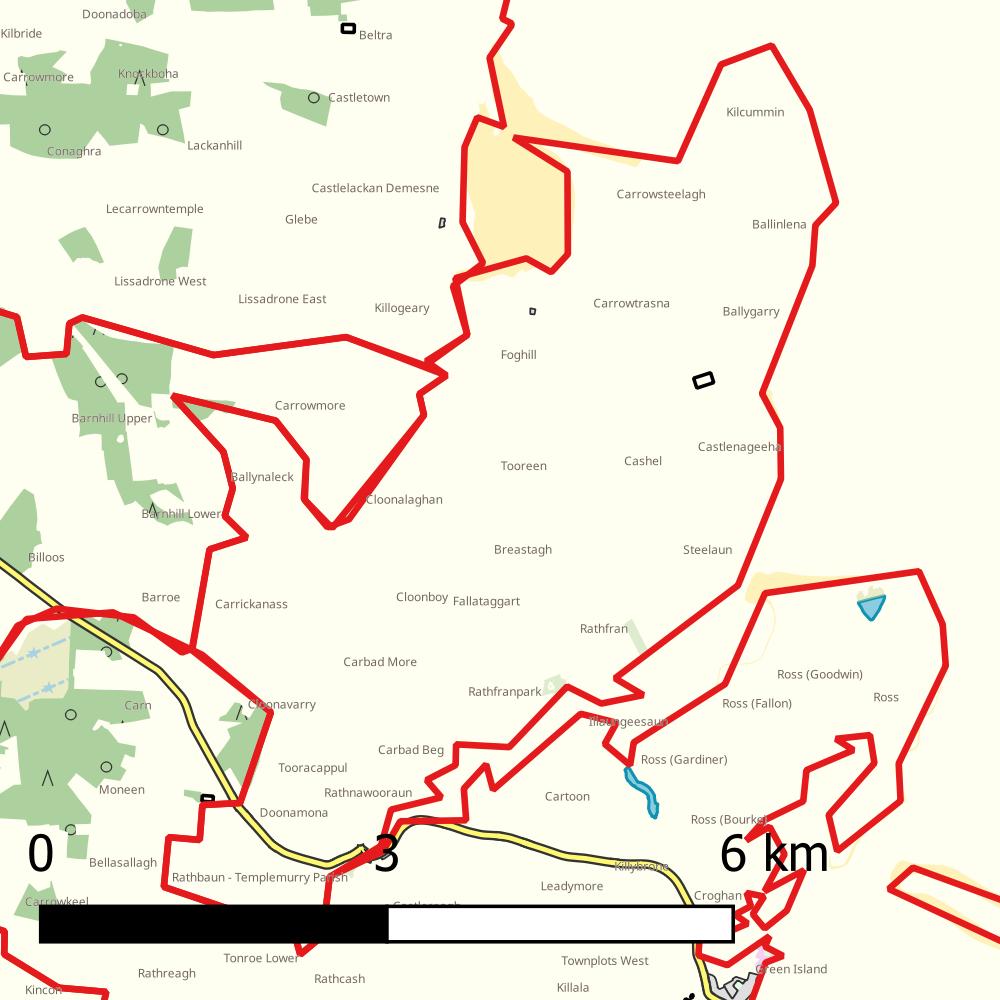 Doonadoba
Kilbride
Beltra
Carrowmore
Knockboha
Castletown
Kilcummin
Conaghra
Lackanhill
Castlelackan Demesne
Carrowsteelagh
Lecarrowntemple
Glebe
Ballinlena
Lissadrone West
Lissadrone East
Killogeary
Carrowtrasna
Ballygarry
Foghill
Carrowmore
Barnhill Upper
Castlenageeha
Tooreen
Cashel
Ballynaleck
Cloonalaghan
Barnhill Lower
Breastagh
Steelaun
Billoos
Barroe
Carrickanass
Cloonboy
Fallataggart
Rathfran
Carbad More
Ross (Goodwin)
Rathfranpark
Ross
Carn
Cloonavarry
Ross (Fallon)
Illaungeesaun
Carbad Beg
Ross (Gardiner)
Tooracappul
Moneen
Rathnawooraun
Cartoon
Doonamona
Ross (Bourke)
0
3
6 km
Bellasallagh
Killybrone
Rathbaun - Templemurry Parish
Leadymore
Croghan
Carrowkeel
Tonroe Lower
Townplots West
Rathreagh
Rathcash
Green Island
Kincon
Killala